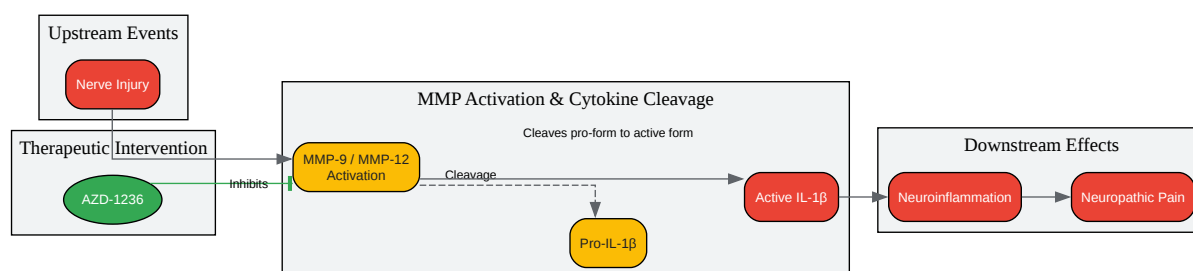 Upstream Events
Nerve Injury
Therapeutic Intervention
AZD-1236
Inhibits
MMP Activation & Cytokine Cleavage
Cleaves pro-form to active form
MMP-9 / MMP-12
Activation
Cleavage
Pro-IL-1β
Active IL-1β
Downstream Effects
Neuroinflammation
Neuropathic Pain